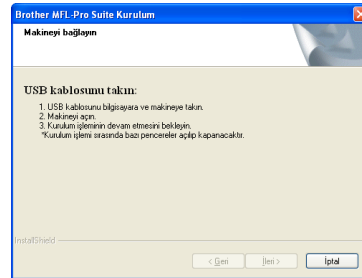 Brother MFL-Pro Suite Kurulum
Makineyi bağlayın
USB kablosunu takın:
1. USB kablosunu bilgisayara ve makineye takın.
2. Makineyi açın.
3. Kurulum işleminin devam etmesini bekleyin.
*Kurulum işlemi sırasında bazı pencereler açılıp kapanacaktır.
InstallShield
< Geri İleri > İptal